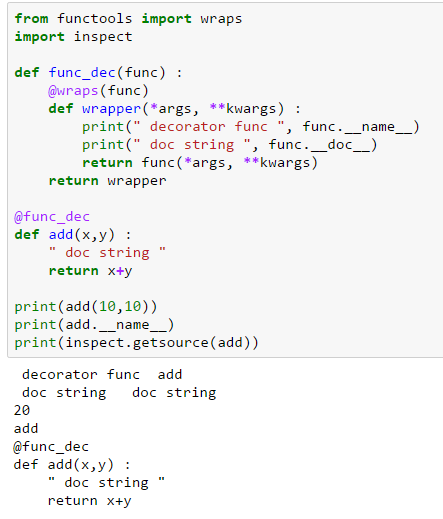 from functools import wraps
import inspect

def func_dec(func) :
    @wraps(func)
    def wrapper(*args, **kwargs) :
        print(" decorator func ", func.__name__)
        print(" doc string ", func.__doc__)
        return func(*args, **kwargs)
    return wrapper

@func_dec
def add(x,y) :
    " doc string "
    return x+y

print(add(10,10))
print(add.__name__)
print(inspect.getsource(add))

 decorator func  add
 doc string   doc string
20
add
@func_dec
def add(x,y) :
    " doc string "
    return x+y